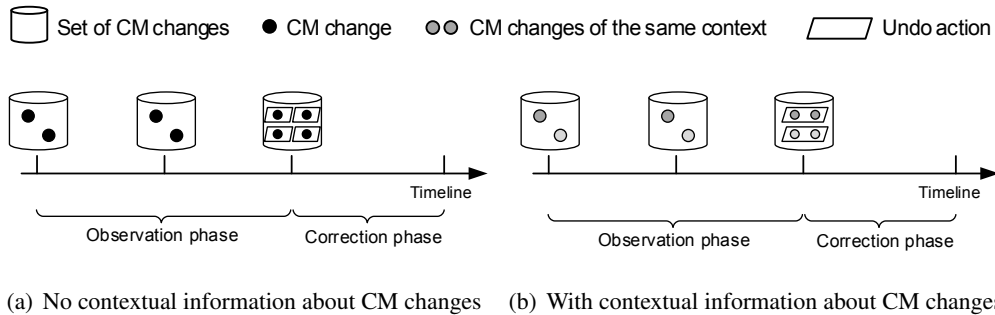 Set of CM changes CM change CM changes of the same context Undo action
Timeline Timeline
Observation phase Correction phase Observation phase Correction phase
(a) No contextual information about CM changes (b) With contextual information about CM changes